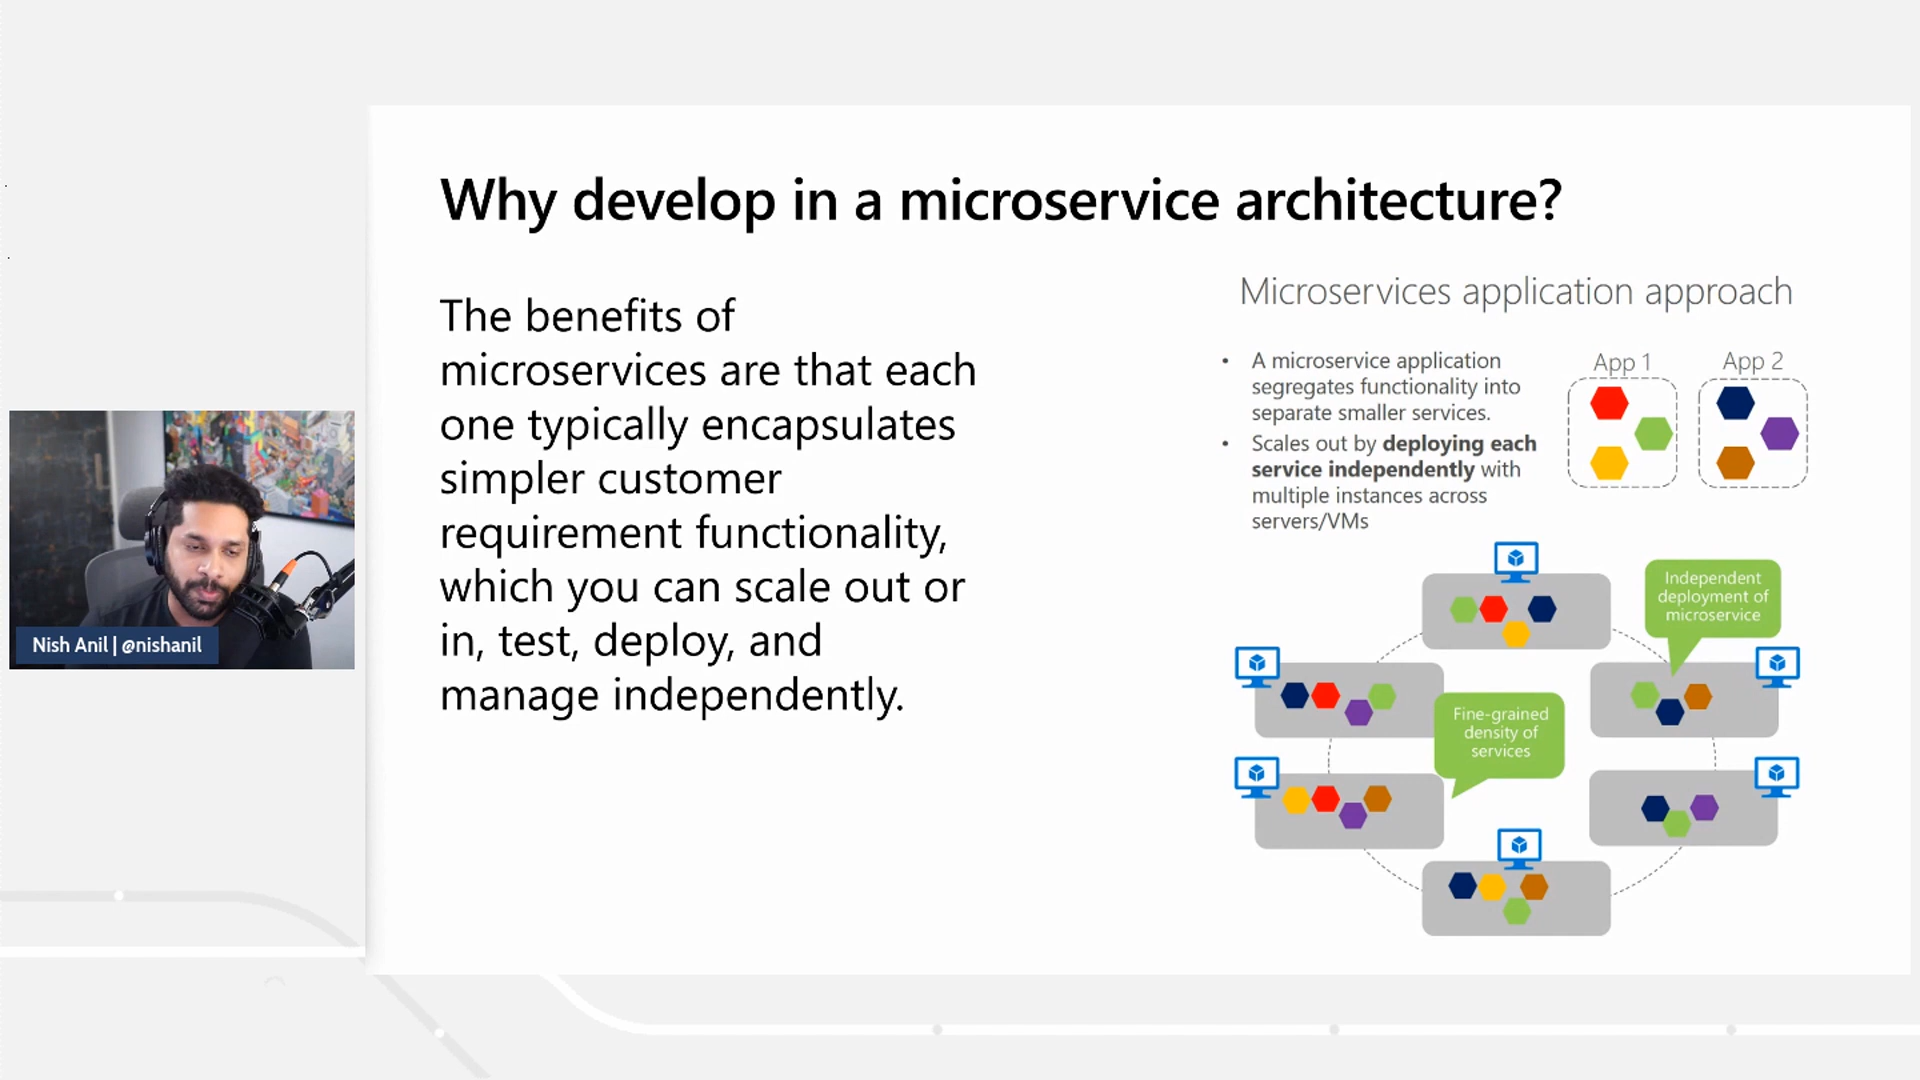 Why develop in a microservice architecture?
The benefits of
microservices are that each
one typically encapsulates
simpler customer
requirement functionality,
which you can scale out or
in, test, deploy, and
manage independently.
Microservices application approach
• A microservice application
segregates functionality into
separate smaller services.
• Scales out by deploying each
service independently with
multiple instances across
servers/VMs
App 1
App 2
Independent
deployment of
microservice
Fine-grained
density of
services
Nish Anil | @nishanil